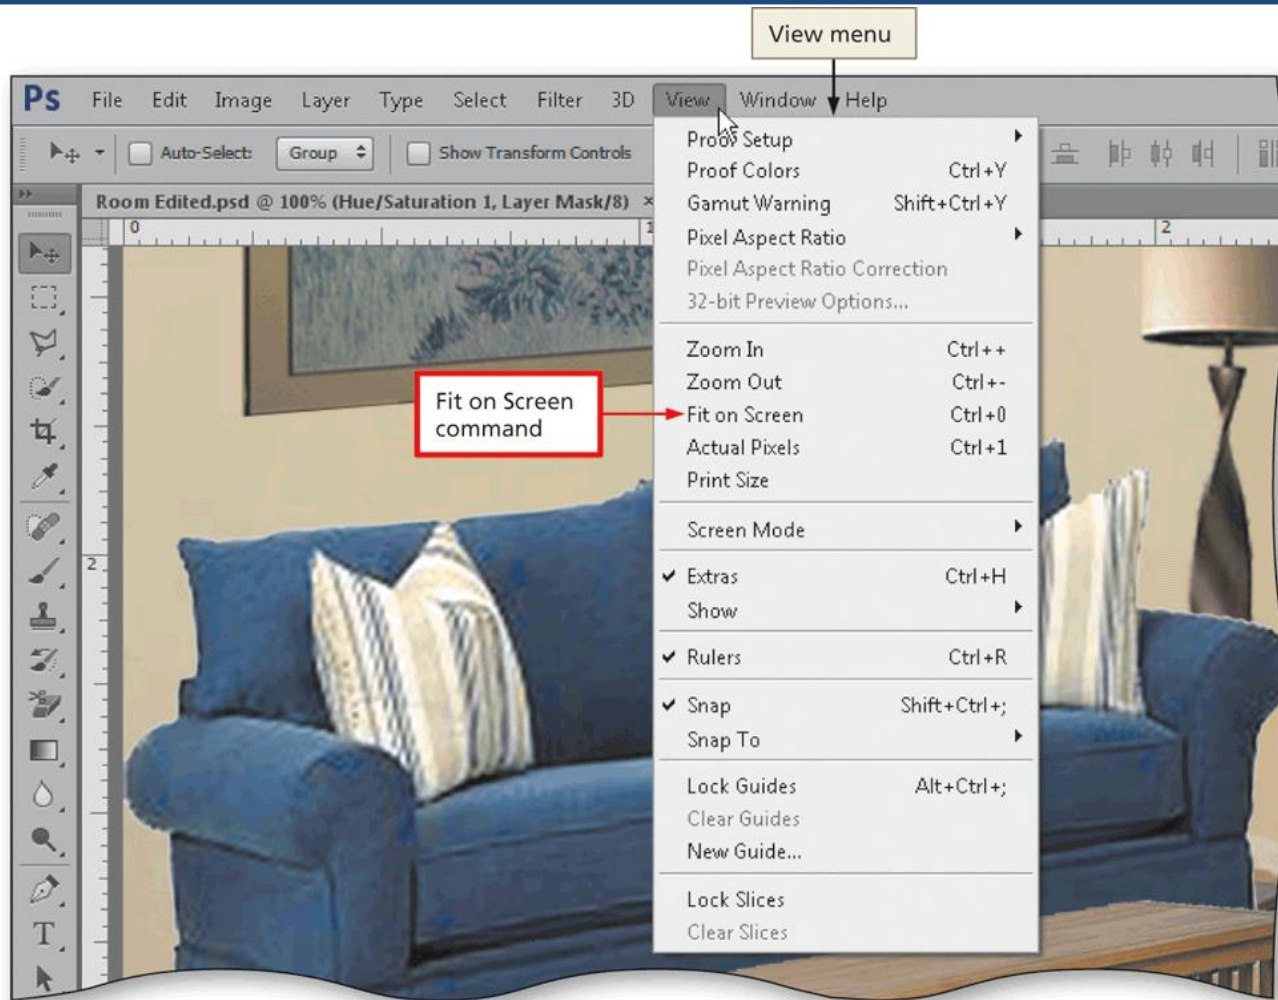 View menu
Ps File Edit Image Layer Type Select Filter 3D View Window Help
Auto-Select: Group Show Transform Controls
Room Edited.psd @ 100% (Hue/Saturation 1, Layer Mask/8) ×
0 1 2
2
T
Proof Setup
Proof Colors Ctrl+Y
Gamut Warning Shift+Ctrl+Y
Pixel Aspect Ratio
Pixel Aspect Ratio Correction
32-bit Preview Options...
Zoom In Ctrl++
Zoom Out Ctrl+-
Fit on Screen Ctrl+0
Actual Pixels Ctrl+1
Print Size
Screen Mode
Extras Ctrl+H
Show
Rulers Ctrl+R
Snap Shift+Ctrl+;
Snap To
Lock Guides Alt+Ctrl+;
Clear Guides
New Guide...
Lock Slices
Clear Slices
Fit on Screen
command